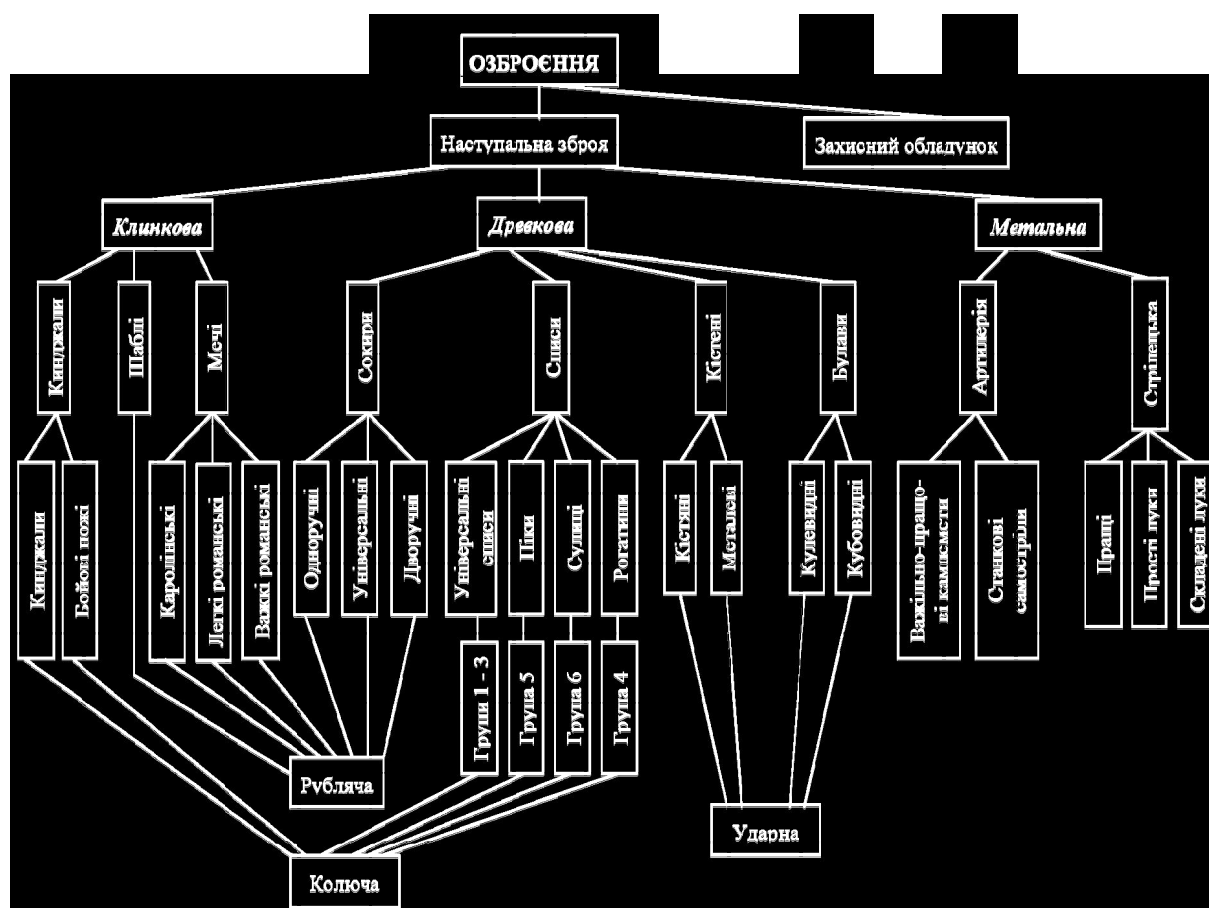 ОЗБРОЄННЯ
Наступальна зброя
Захисний обладунок
Клинкова
Древкова
Метальна
Кинджали
Шаблі
Мечі
Сокири
Списи
Кістені
Булави
Артилерія
Стрілецька
Кинджали
Бойові ножі
Каролінські
Легкі романські
Важкі романські
Одноручні
Універсальні
Дворучні
Універсальні
списи
Піки
Сулиці
Рогатини
Кістяні
Металеві
Кулевидні
Кубовидні
Важільно-пращо-
ві каммемети
Станкові
самостріли
Пращі
Прості луки
Складені луки
Групи 1 - 3
Група 5
Група 6
Група 4
Рубляча
Ударна
Колюча